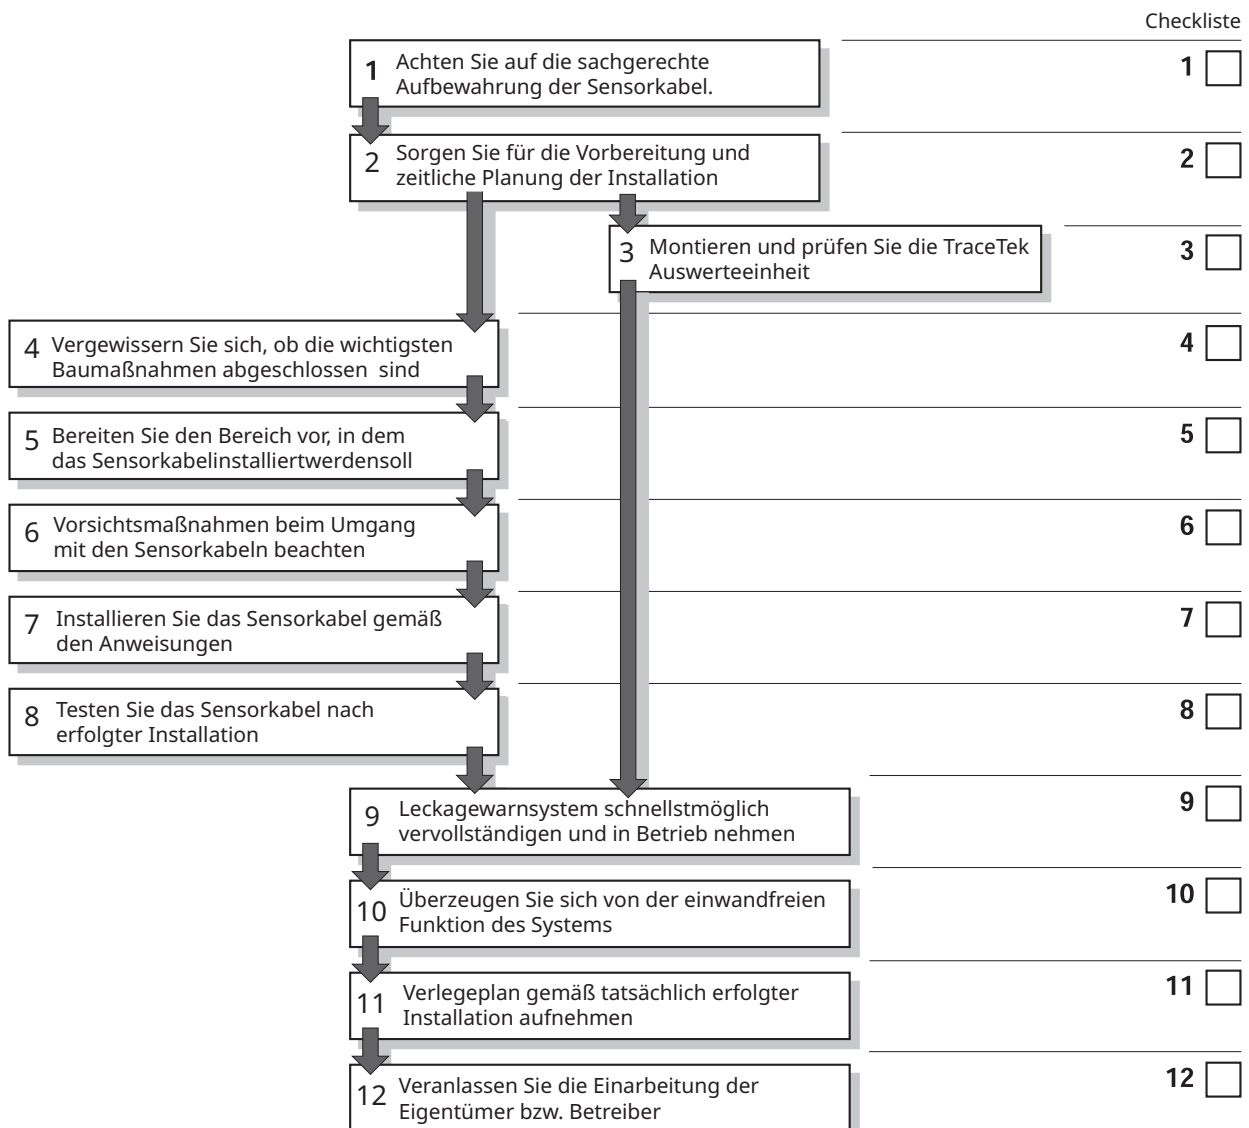 Checkliste
1 Achten Sie auf die sachgerechte
Aufbewahrung der Sensorkabel.
1
2 Sorgen Sie für die Vorbereitung und
zeitliche Planung der Installation
2
3 Montieren und prüfen Sie die TraceTek
Auswerteeinheit
3
4 Vergewissern Sie sich, ob die wichtigsten
Baumaßnahmen abgeschlossen sind
4
5 Bereiten Sie den Bereich vor, in dem
das Sensorkabelinstalliertwerdensoll
5
6 Vorsichtsmaßnahmen beim Umgang
mit den Sensorkabeln beachten
6
7 Installieren Sie das Sensorkabel gemäß
den Anweisungen
7
8 Testen Sie das Sensorkabel nach
erfolgter Installation
8
9 Leckagewarnsystem schnellstmöglich
vervollständigen und in Betrieb nehmen
9
10 Überzeugen Sie sich von der einwandfreien
Funktion des Systems
10
11 Verlegeplan gemäß tatsächlich erfolgter
Installation aufnehmen
11
12 Veranlassen Sie die Einarbeitung der
Eigentümer bzw. Betreiber
12